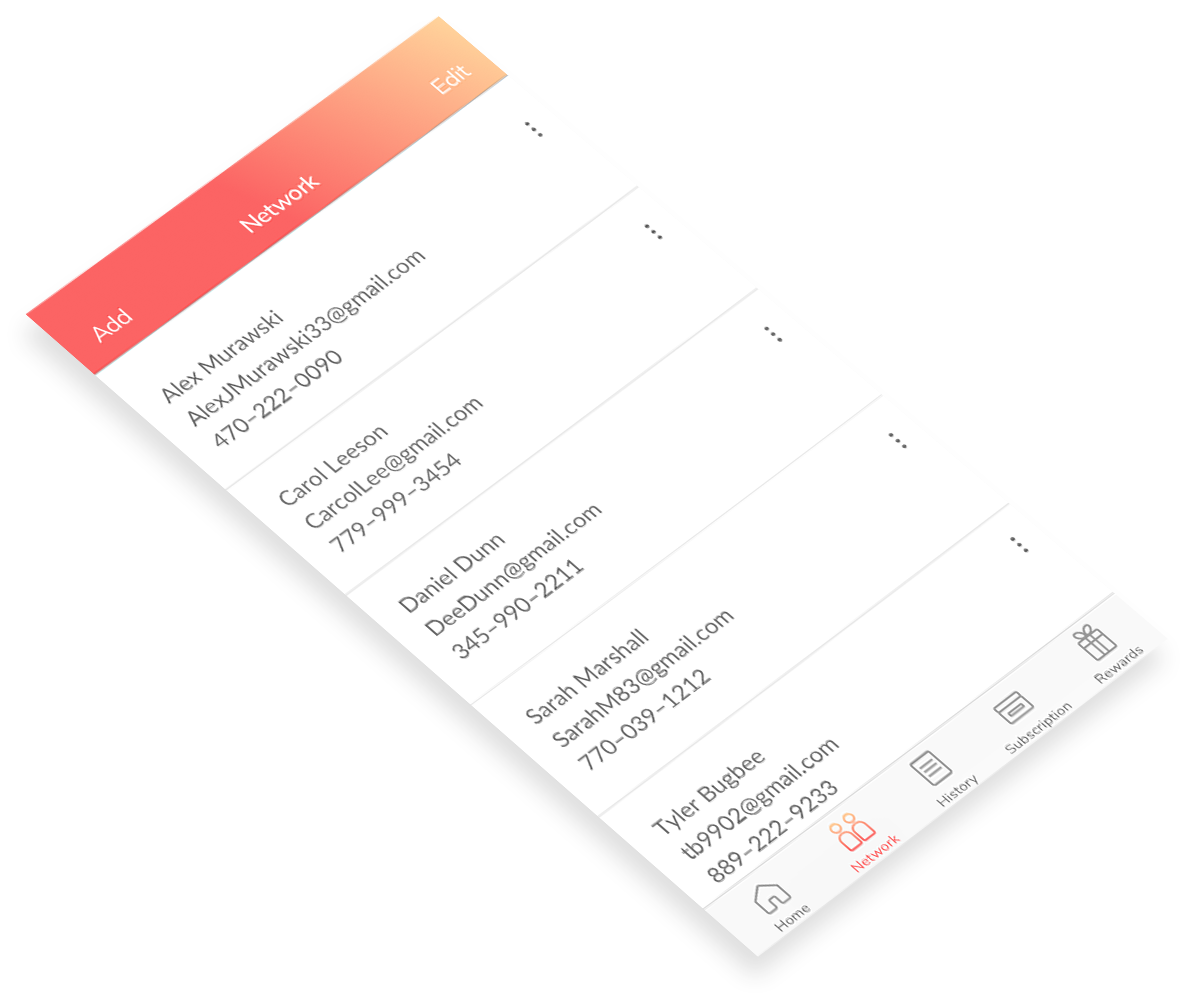 Add
Network
Edit
Alex Murawski
AlexJMurawski33@gmail.com
470-222-0090
Carol Leeson
CarcolLee@gmail.com
779-999-3454
Daniel Dunn
DeeDunn@gmail.com
345-990-2211
Sarah Marshall
SarahM83@gmail.com
770-039-1212
Tyler Bugbee
tb9902@gmail.com
889-222-9233
Home
Network
History
Subscription
Rewards